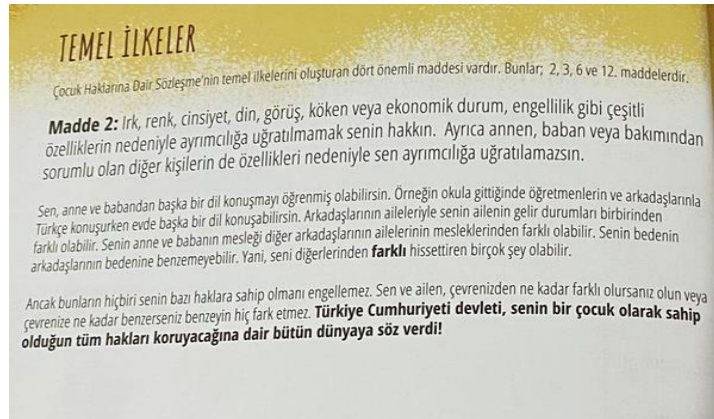 TEMEL İLKELER
Çocuk Haklarına Dair Sözleşme'nin temel ilkelerini oluşturan dört önemli maddesi vardır. Bunlar; 2, 3, 6 ve 12. maddelerdir.
Madde 2: Irk, renk, cinsiyet, din, görüş, köken veya ekonomik durum, engellilik gibi çeşitli
özelliklerin nedeniyle ayrımcılığa uğratılmamak senin hakkın. Ayrıca annen, baban veya bakımından
sorumlu olan diğer kişilerin de özellikleri nedeniyle sen ayrımcılığa uğratılamazsın.
Sen, anne ve babandan başka bir dil konuşmayı öğrenmiş olabilirsin. Örneğin okula gittiğinde öğretmenlerin ve arkadaşlarınla
Türkçe konuşurken evde başka bir dil konuşabilirsin. Arkadaşlarının aileleriyle senin ailenin gelir durumları birbirinden
farklı olabilir. Senin anne ve babanın mesleği diğer arkadaşlarının ailelerinin mesleklerinden farklı olabilir. Senin bedenin
arkadaşlarının bedenine benzemeyebilir. Yani, seni diğerlerinden farklı hissettiren birçok şey olabilir.
Ancak bunların hiçbiri senin bazı haklara sahip olmanı engellemez. Sen ve ailen, çevrenizden ne kadar farklı olursanız olun veya
çevrenize ne kadar benzerseniz benzeyin hiç fark etmez. Türkiye Cumhuriyeti devleti, senin bir çocuk olarak sahip
olduğun tüm hakları koruyacağına dair bütün dünyaya söz verdi!